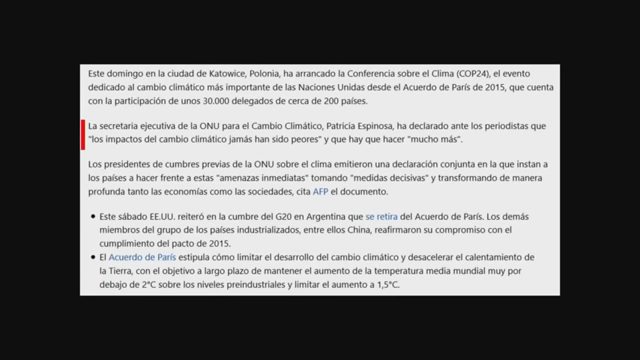 Este domingo en la ciudad de Katowice, Polonia, ha arrancado la Conferencia sobre el Clima (COP24), el evento
dedicado al cambio climático más importante de las Naciones Unidas desde el Acuerdo de París de 2015, que cuenta
con la participación de unos 30.000 delegados de cerca de 200 países.
La secretaria ejecutiva de la ONU para el Cambio Climático, Patricia Espinosa, ha declarado ante los periodistas que
"los impactos del cambio climático jamás han sido peores" y que hay que hacer "mucho más".
Los presidentes de cumbres previas de la ONU sobre el clima emitieron una declaración conjunta en la que instan a
los países a hacer frente a estas "amenazas inmediatas" tomando "medidas decisivas" y transformando de manera
profunda tanto las economías como las sociedades, cita AFP el documento.
• Este sábado EE.UU. reiteró en la cumbre del G20 en Argentina que se retira del Acuerdo de París. Los demás
miembros del grupo de los países industrializados, entre ellos China, reafirmaron su compromiso con el
cumplimiento del pacto de 2015.
• El Acuerdo de París estipula cómo limitar el desarrollo del cambio climático y desacelerar el calentamiento de
la Tierra, con el objetivo a largo plazo de mantener el aumento de la temperatura media mundial muy por
debajo de 2°C sobre los niveles preindustriales y limitar el aumento a 1,5°C.